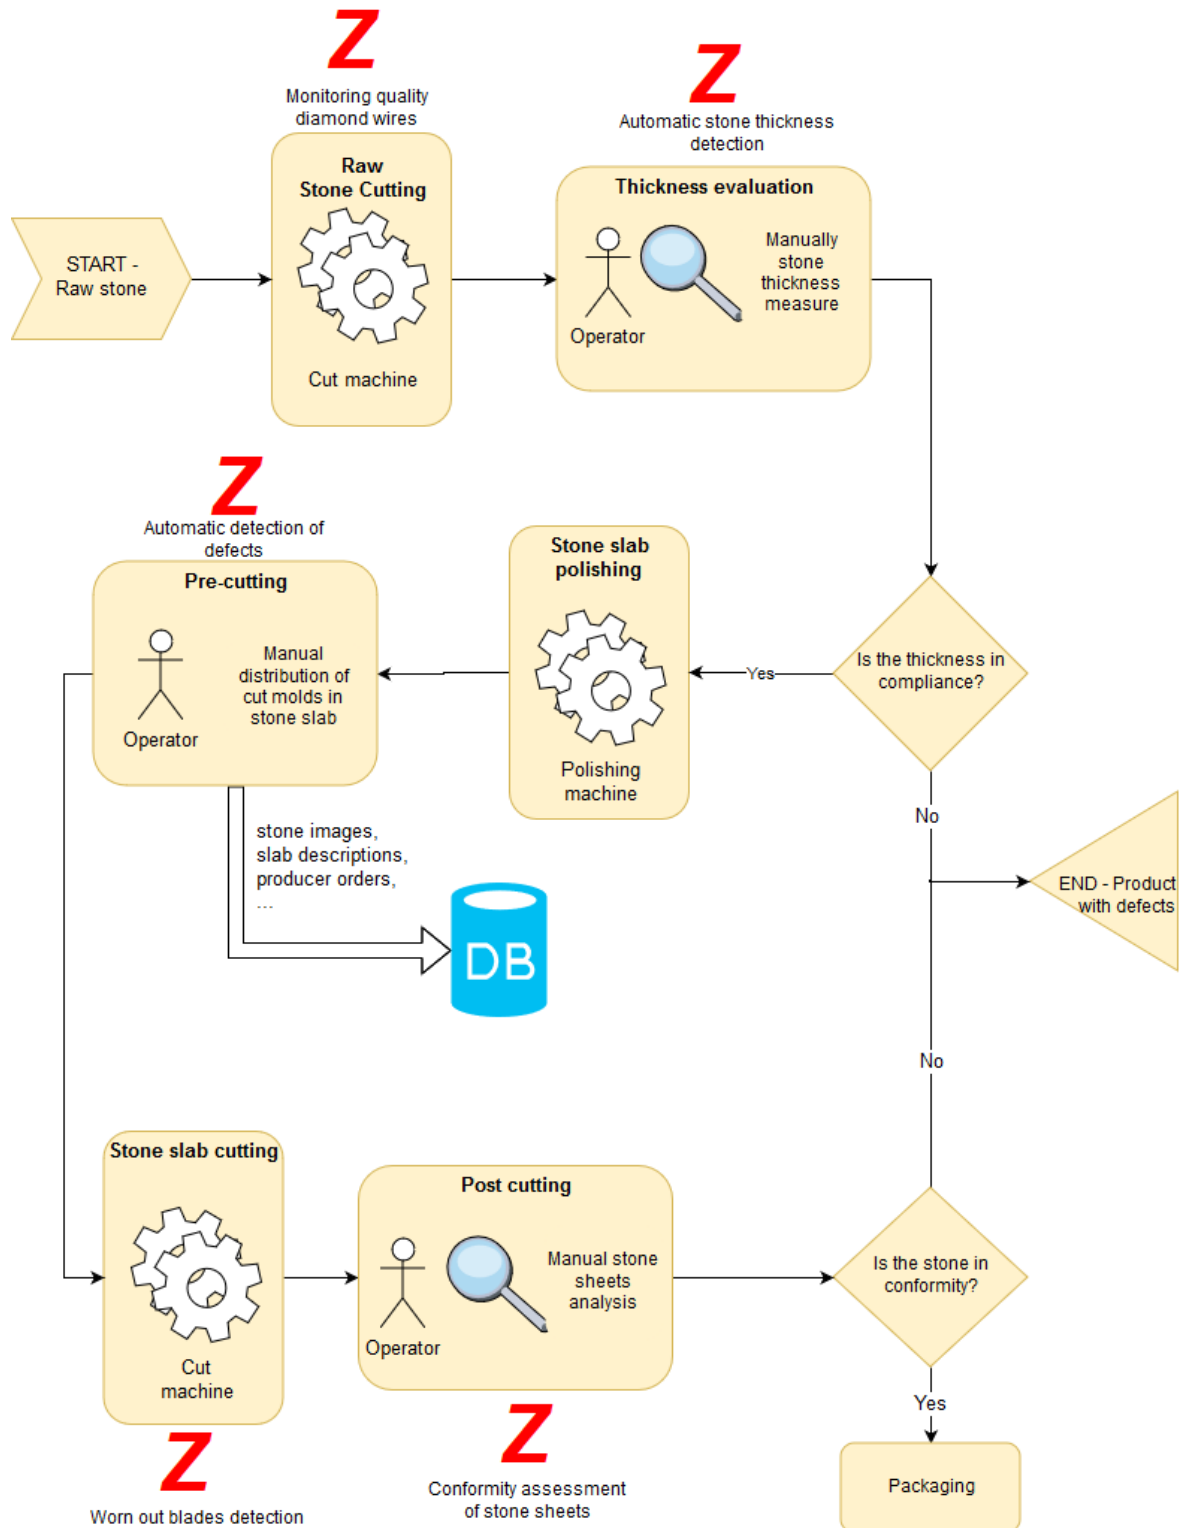 Z
Monitoring quality
diamond wires
Z
Automatic stone thickness
detection
Raw
Stone Cutting
Cut machine
Thickness evaluation
Manually
stone
thickness
measure
Operator
START -
Raw stone
Z
Automatic detection of
defects
Pre-cutting
Manual
distribution of
cut molds in
stone slab
Operator
Stone slab
polishing
Polishing
machine
Yes
Is the thickness in
compliance?
No
stone images,
slab descriptions,
producer orders,
...
DB
END - Product
with defects
No
Stone slab cutting
Cut
machine
Z
Worn out blades detection
Post cutting
Manual stone
sheets
analysis
Operator
Z
Conformity assessment
of stone sheets
Is the stone in
conformity?
Yes
Packaging